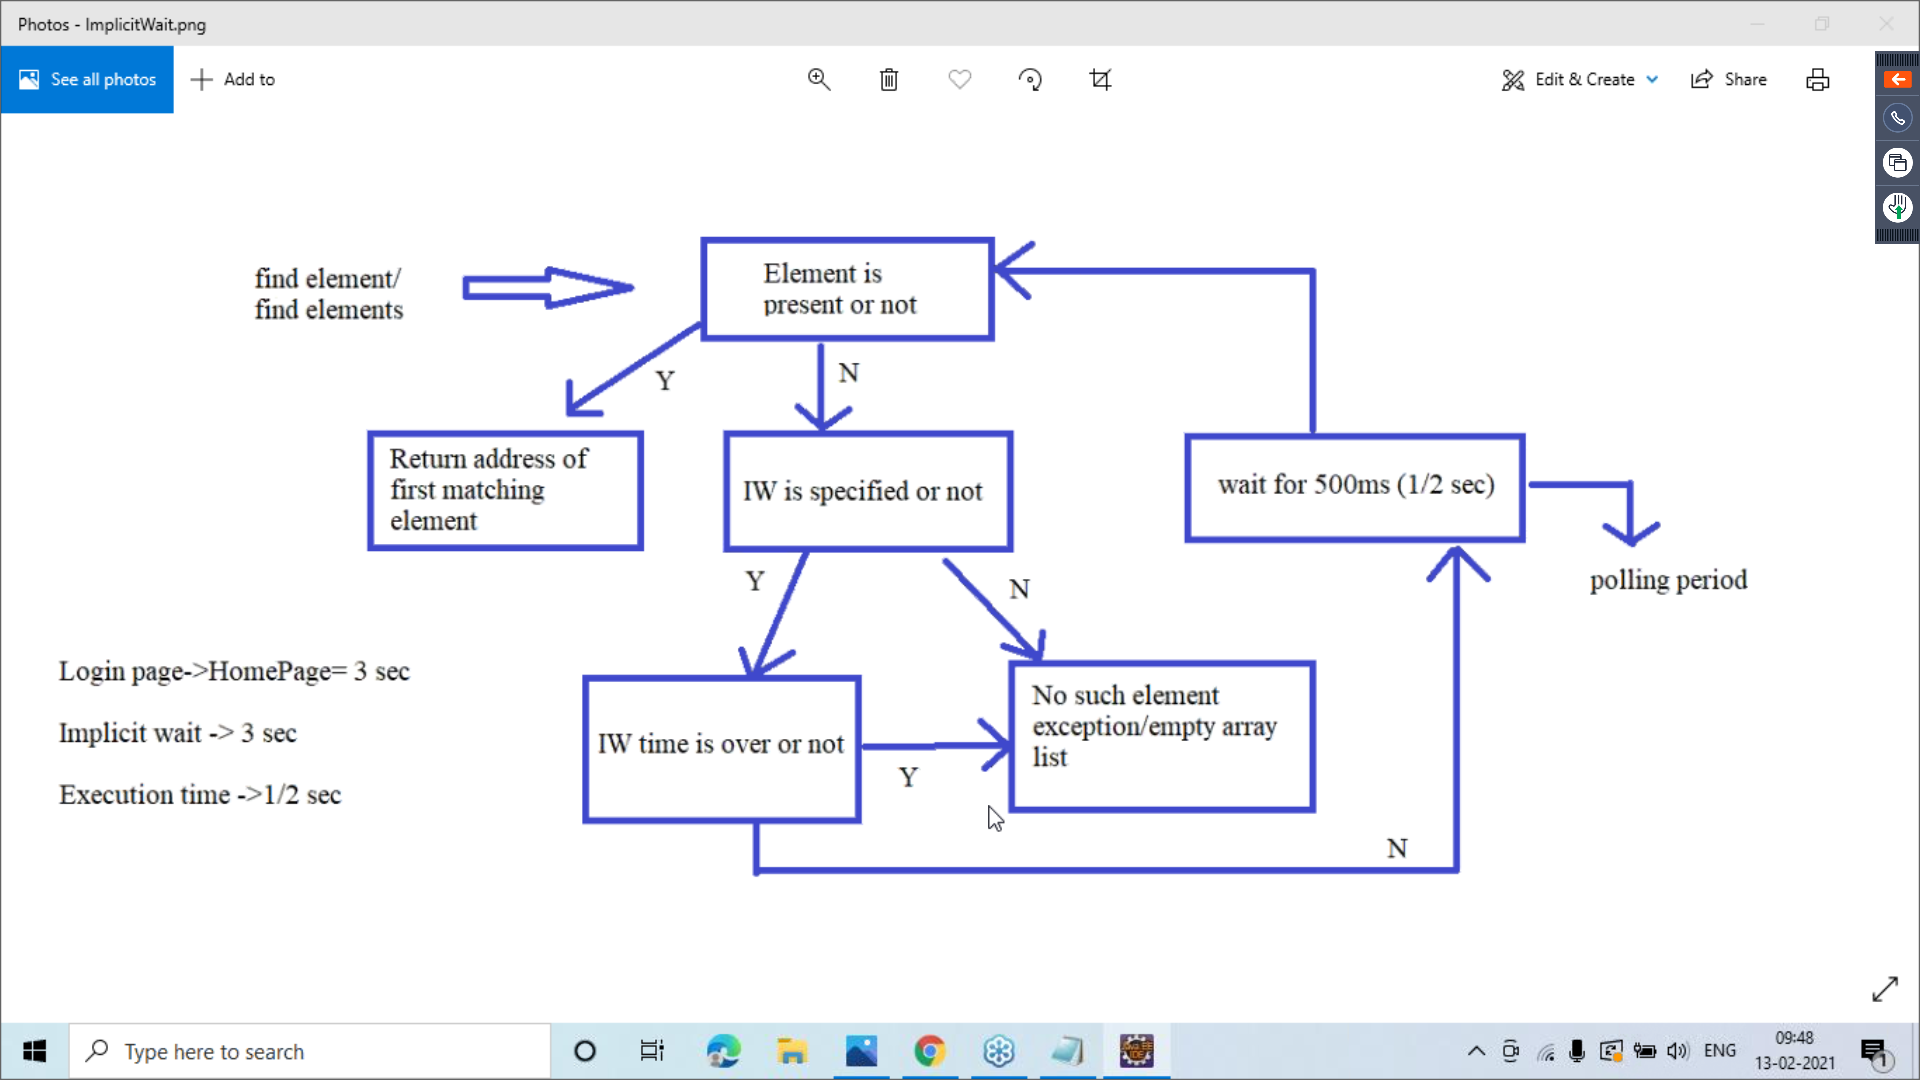 Photos - ImplicitWait.png
See all photos
Add to
Edit & Create
Share
find element/
find elements
Element is
present or not
Y
N
Return address of
first matching
element
IW is specified or not
wait for 500ms (1/2 sec)
polling period
Y
N
Login page->HomePage= 3 sec
Implicit wait -> 3 sec
Execution time ->1/2 sec
IW time is over or not
Y
No such element
exception/empty array
list
N
Type here to search
ENG
09:48
13-02-2021
1